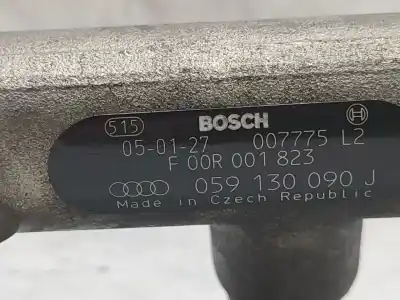 515 BOSCH
05-01-27 007775 L2
F 00R 001 823
059 130 090 J
Made in Czech Republic